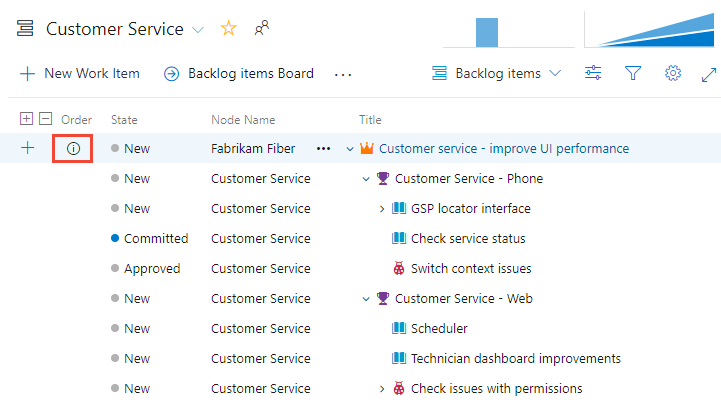 Customer Service
New Work Item Backlog items Board ... Backlog items
Order State Node Name Title
New Fabrikam Fiber ... Customer service - improve UI performance
New Customer Service Customer Service - Phone
New Customer Service GSP locator interface
Committed Customer Service Check service status
Approved Customer Service Switch context issues
New Customer Service Customer Service - Web
New Customer Service Scheduler
New Customer Service Technician dashboard improvements
New Customer Service Check issues with permissions